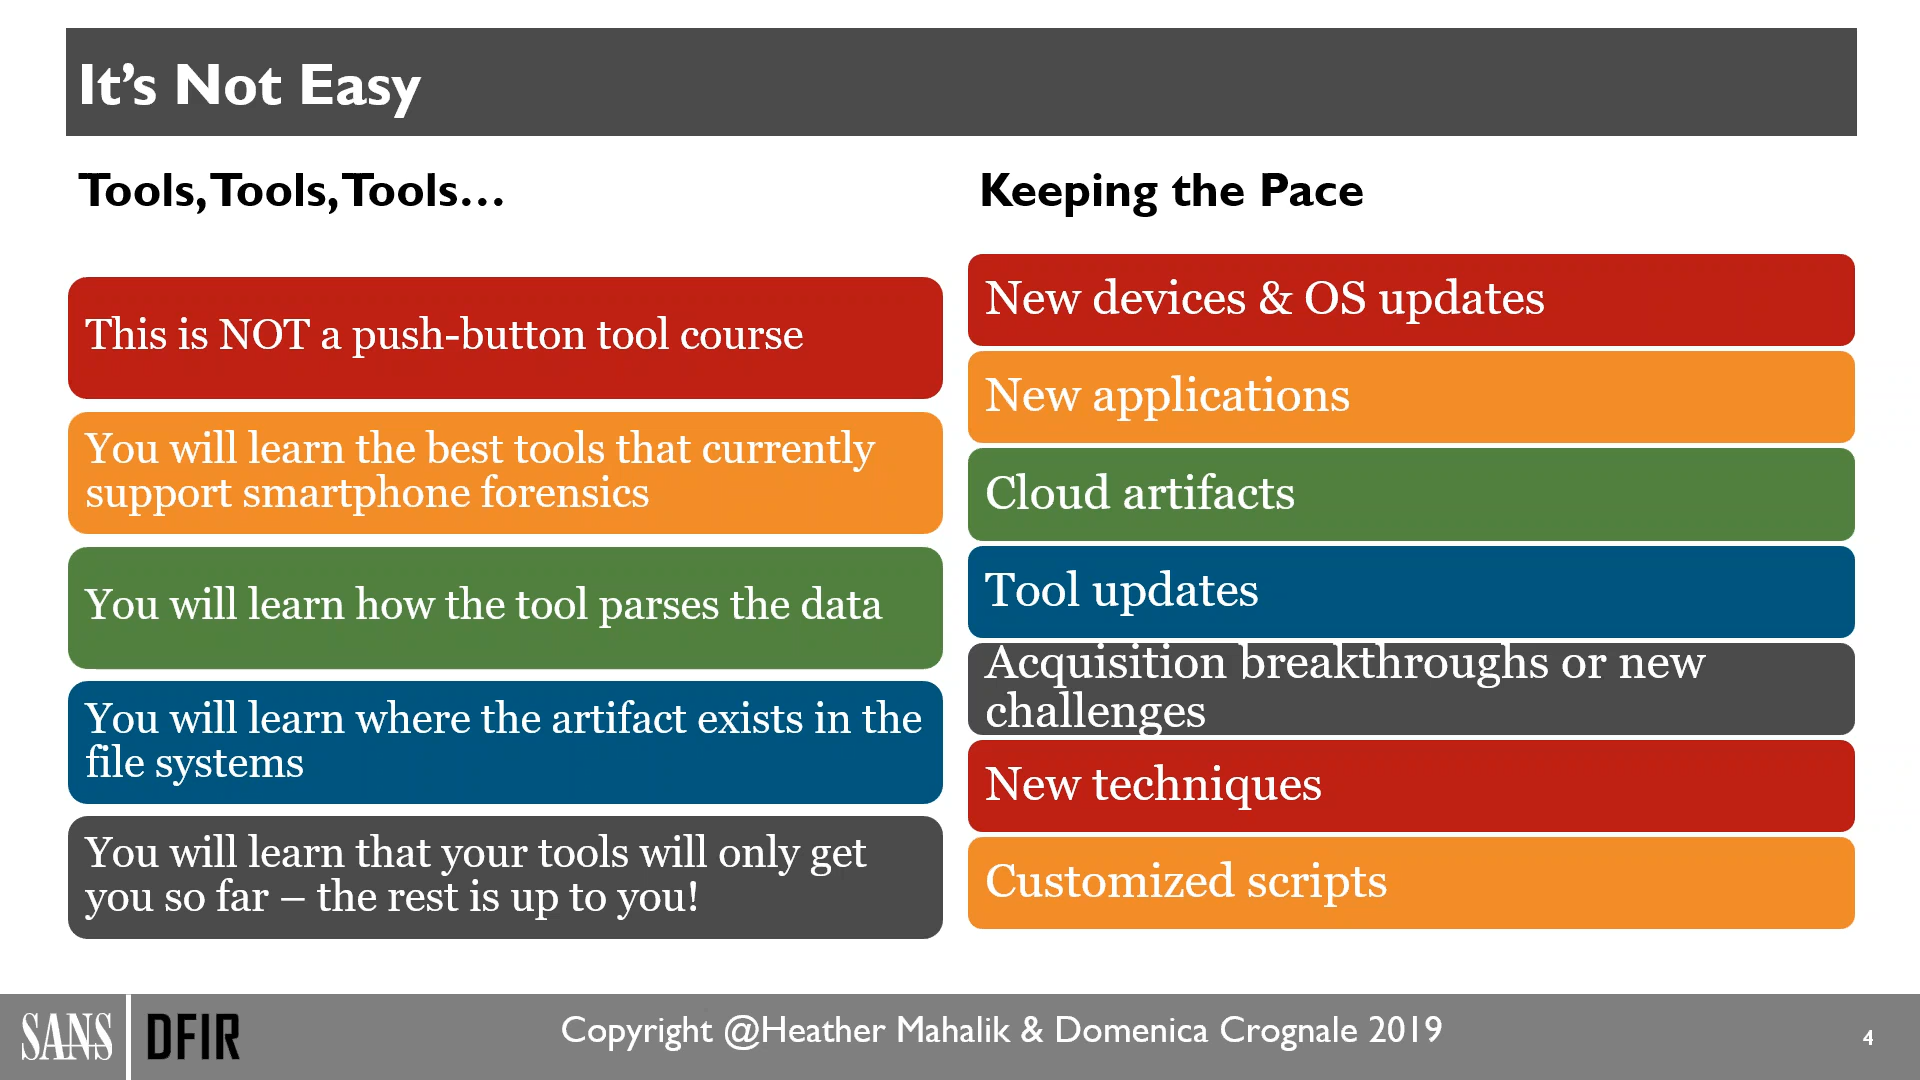 It’s Not Easy
Tools, Tools, Tools…
This is NOT a push-button tool course
You will learn the best tools that currently
support smartphone forensics
You will learn how the tool parses the data
You will learn where the artifact exists in the
file systems
You will learn that your tools will only get
you so far – the rest is up to you!
Keeping the Pace
New devices & OS updates
New applications
Cloud artifacts
Tool updates
Acquisition breakthroughs or new
challenges
New techniques
Customized scripts
SANS DFIR
Copyright @Heather Mahalik & Domenica Crognale 2019
4